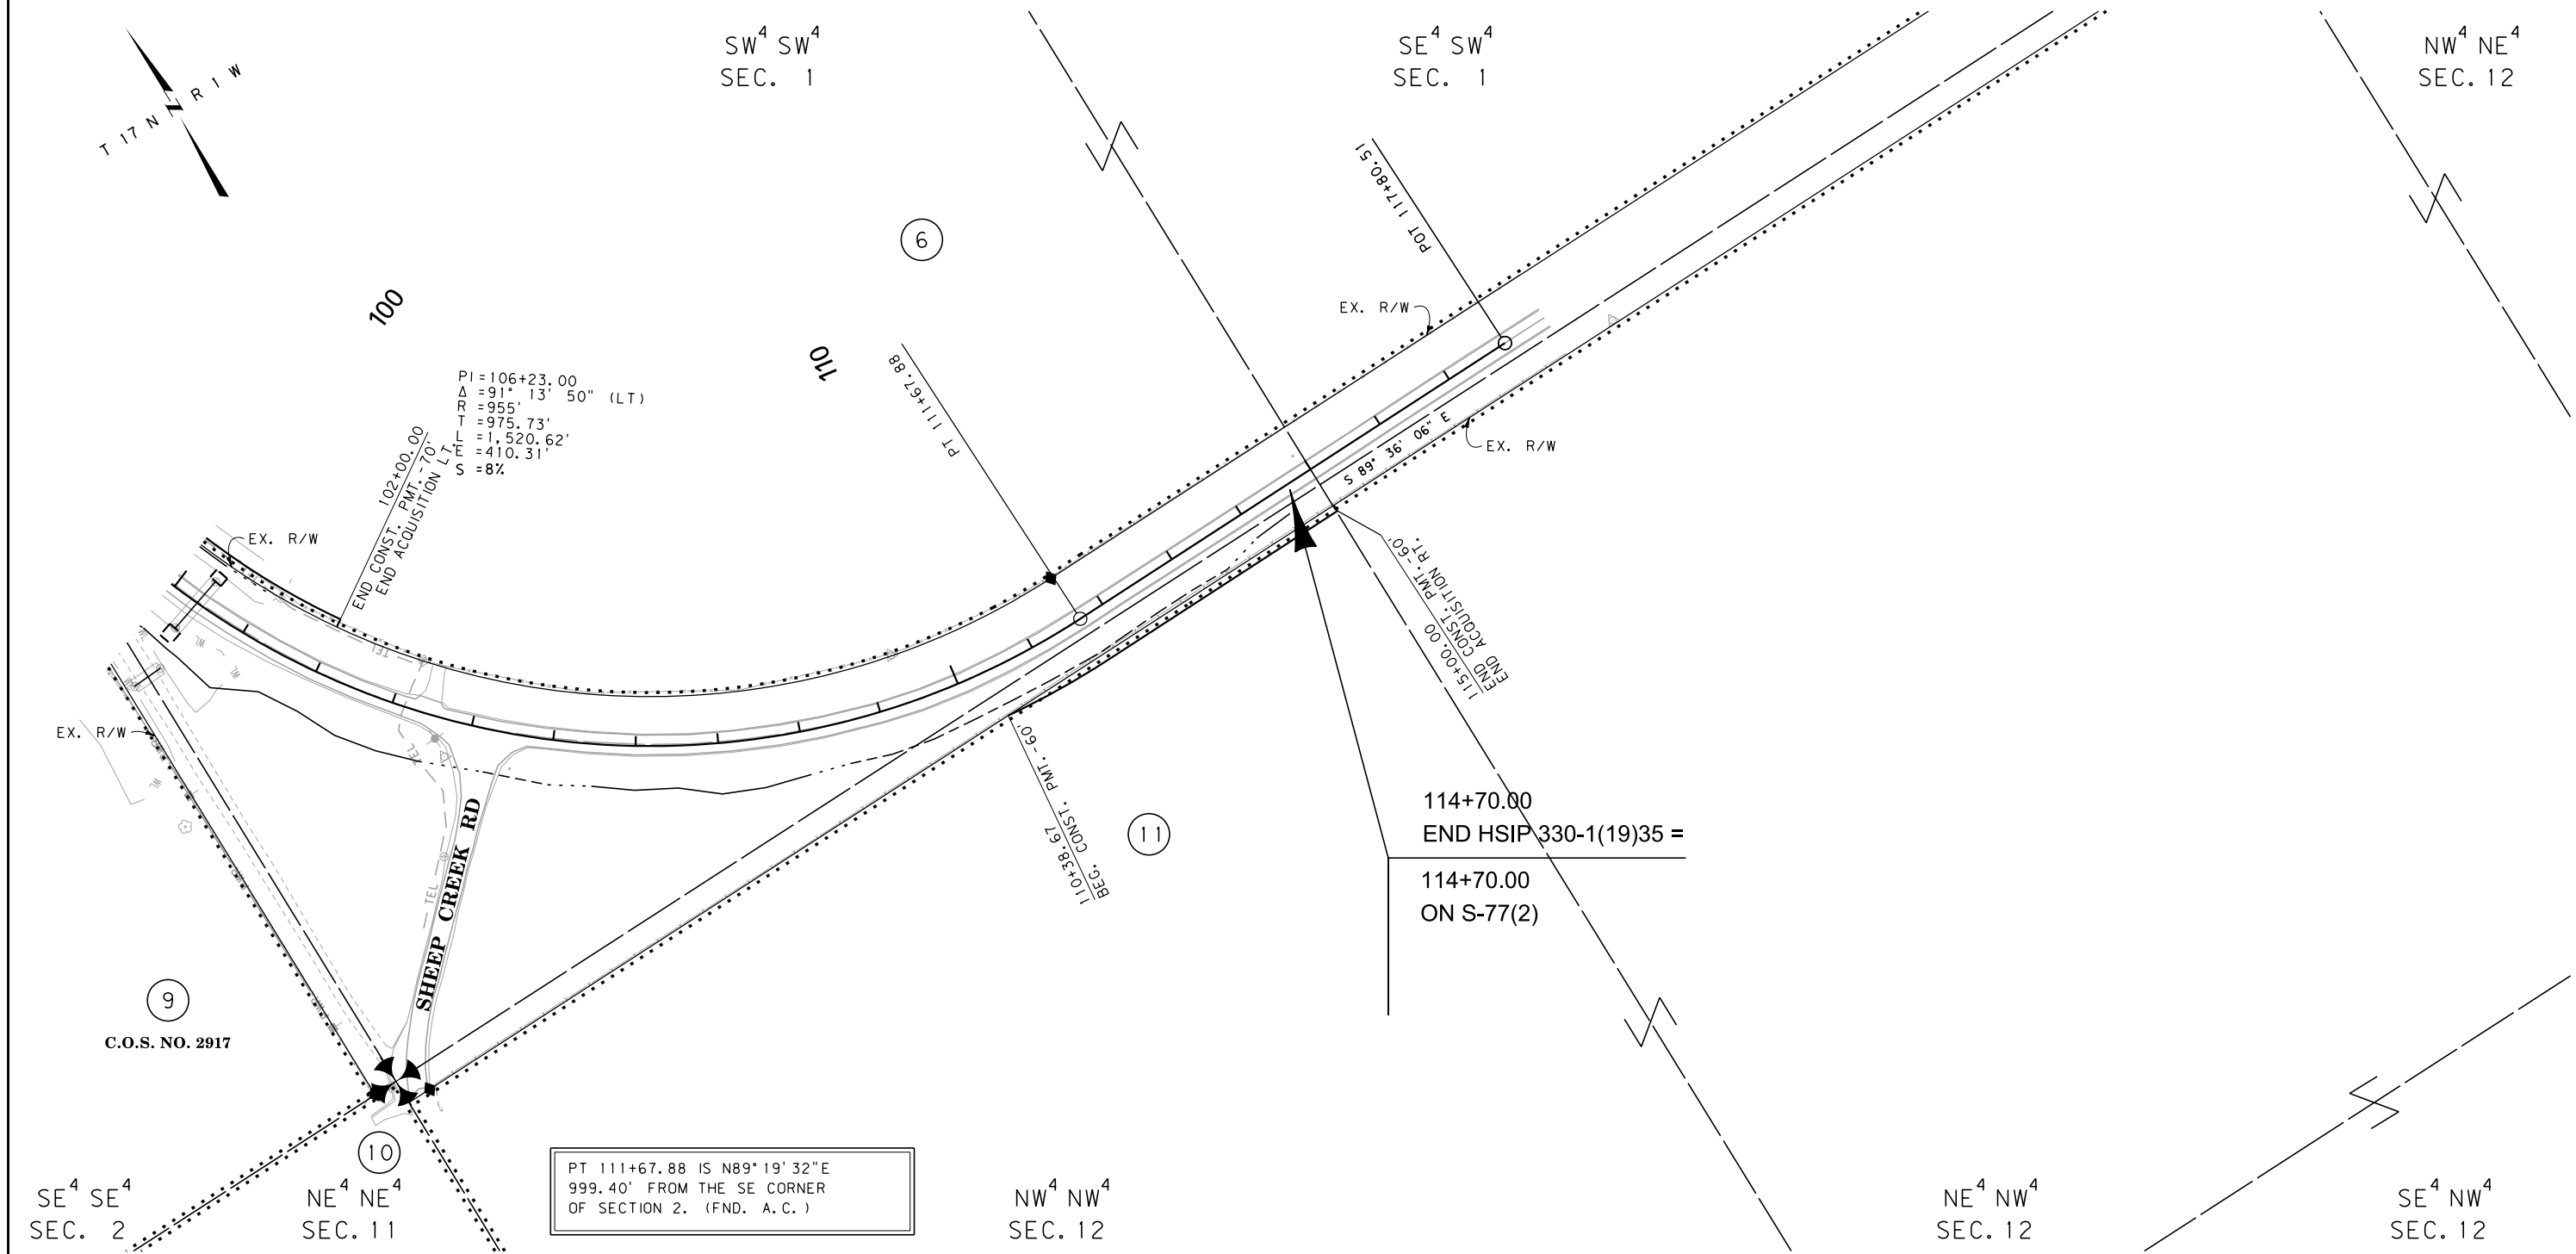 SW⁴ SW⁴
SEC. 1
SE⁴ SW⁴
SEC. 1
NW⁴ NE⁴
SEC. 12
T 17 N
R 1 W
6
POT 117+80.51
100
110
PT 111+67.88
EX. R/W
PI =106+23.00
Δ =91° 13' 50" (LT)
R =955'
T =975.73'
L =1,520.62'
E =410.31'
S =8%
102+00.00
END CONST. PMT.-70'
END ACQUISITION LT.
S 89° 36' 06" E
EX. R/W
EX. R/W
115+00.00
END CONST. PMT.-60'
END ACQUISITION RT.
WL
WL
TEL
EX. R/W
WL
TEL
110+38.67
BEG. CONST. PMT.-60'
11
114+70.00
END HSIP 330-1(19)35 =
114+70.00
ON S-77(2)
TEL
SHEEP CREEK RD
9
C.O.S. NO. 2917
10
PT 111+67.88 IS N89°19'32"E
999.40' FROM THE SE CORNER
OF SECTION 2. (FND. A.C.)
SE⁴ SE⁴
SEC. 2
NE⁴ NE⁴
SEC. 11
NW⁴ NW⁴
SEC. 12
NE⁴ NW⁴
SEC. 12
SE⁴ NW⁴
SEC. 12